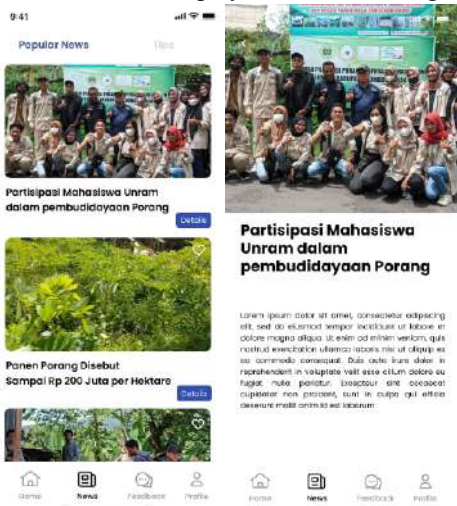 9:41
Popular News
Tips
Partisipasi Mahasiswa Unram
dalam pembudidayaan Porang
Details
Panen Porang Disebut
Sampai Rp 200 Juta per Hektare
Details
Home
News
Feedback
Profile
Partisipasi Mahasiswa
Unram dalam
pembudidayaan Porang
Lorem ipsum dolor sit amet, consectetur adipiscing
elit, sed do eiusmod tempor incididunt ut labore et
dolore magna aliqua. Ut enim ad minim veniam, quis
nostrud exercitation ullamco laboris nisi ut aliquip ex
ea commodo consequat. Duis aute irure dolor in
reprehenderit in voluptate velit esse cillum dolore eu
fugiat nulla pariatur. Excepteur sint occaecat
cupidatat non proident, sunt in culpa qui officia
deserunt mollit anim id est laborum
Home
News
Feedback
Profile